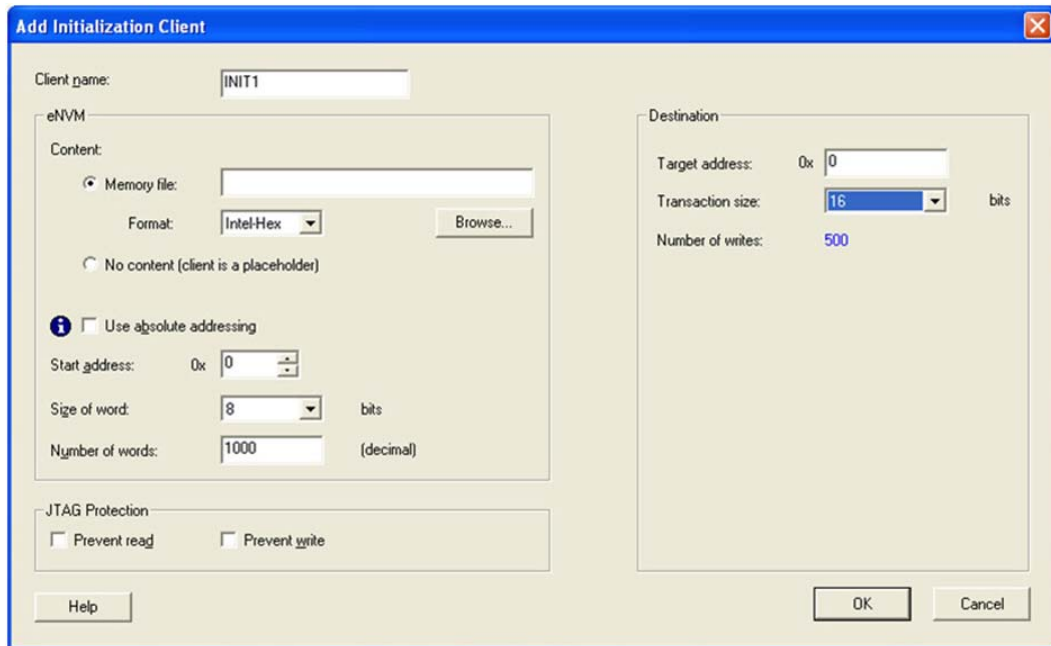 Add Initialization Client
Client name:
INIT1
eNVM
Content:
Memory file:
Format:
Intel-Hex
Browse...
No content (client is a placeholder)
Use absolute addressing
Start address:
0x
0
Size of word:
8
bits
Number of words:
1000
(decimal)
JTAG Protection
Prevent read
Prevent write
Help
Destination
Target address:
0x
0
Transaction size:
16
bits
Number of writes:
500
OK
Cancel